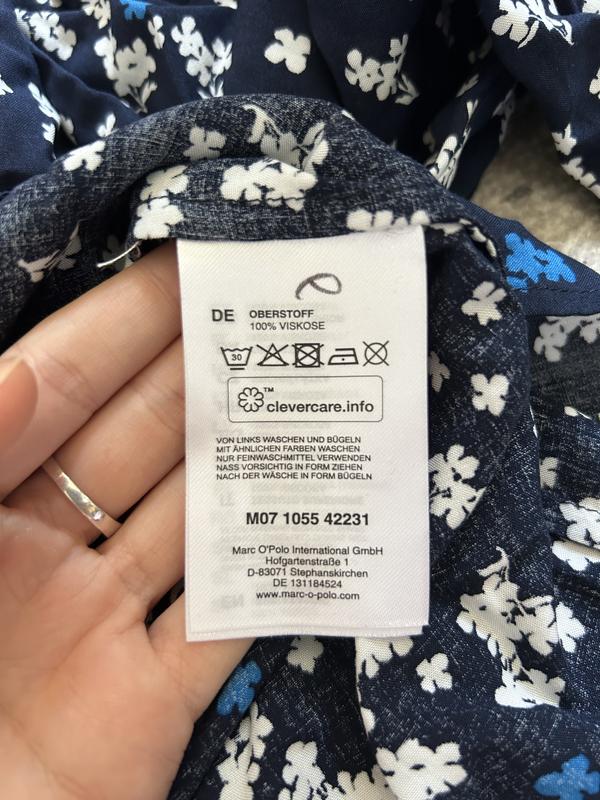 DE OBERSTOFF
100% VISKOSE
30
clevercare.info™
VON LINKS WASCHEN UND BÜGELN
MIT ÄHNLICHEN FARBEN WASCHEN
NUR FEINWASCHMITTEL VERWENDEN
NASS VORSICHTIG IN FORM ZIEHEN
NACH DER WÄSCHE IN FORM BÜGELN
M07 1055 42231
Marc O'Polo International GmbH
Hofgartenstraße 1
D-83071 Stephanskirchen
DE 131184524
www.marc-o-polo.com